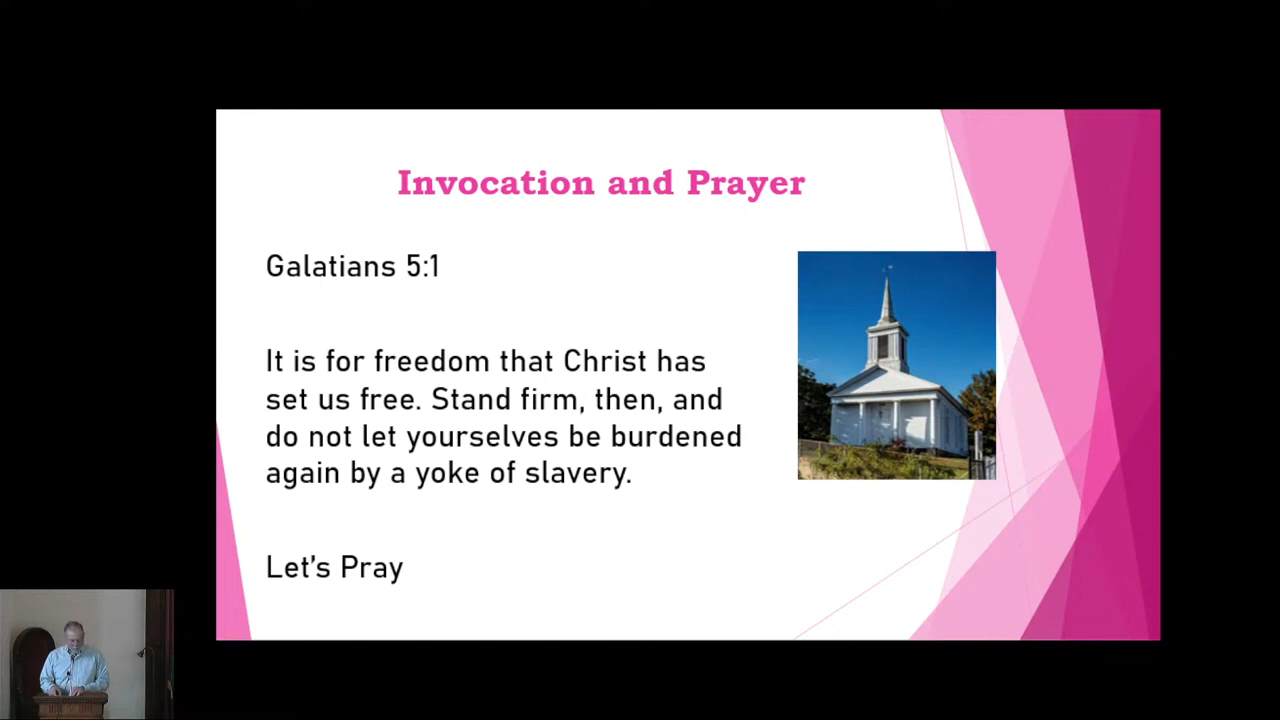 Invocation and Prayer
Galatians 5:1
It is for freedom that Christ has
set us free. Stand firm, then, and
do not let yourselves be burdened
again by a yoke of slavery.
Let’s Pray